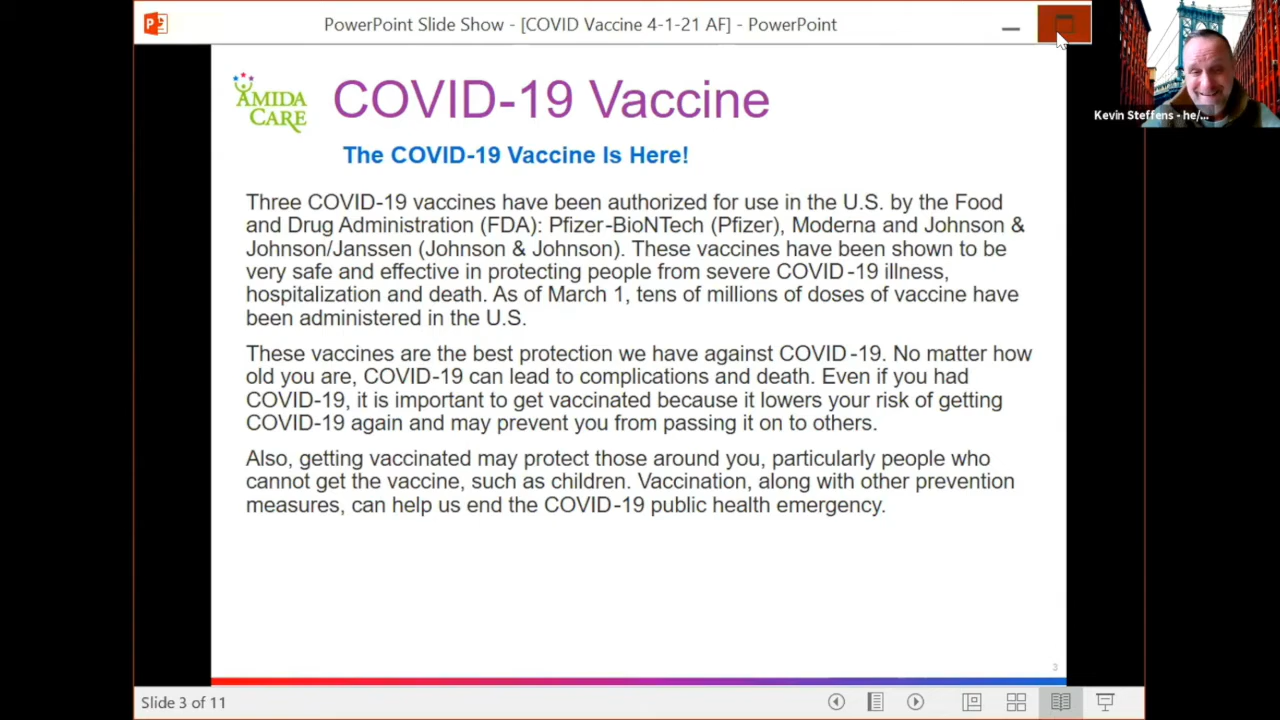 PowerPoint Slide Show - [COVID Vaccine 4-1-21 AF] - PowerPoint
Kevin Steffens - he/...
AMIDA
CARE
COVID-19 Vaccine
The COVID-19 Vaccine Is Here!
Three COVID-19 vaccines have been authorized for use in the U.S. by the Food
and Drug Administration (FDA): Pfizer-BioNTech (Pfizer), Moderna and Johnson &
Johnson/Janssen (Johnson & Johnson). These vaccines have been shown to be
very safe and effective in protecting people from severe COVID-19 illness,
hospitalization and death. As of March 1, tens of millions of doses of vaccine have
been administered in the U.S.
These vaccines are the best protection we have against COVID-19. No matter how
old you are, COVID-19 can lead to complications and death. Even if you had
COVID-19, it is important to get vaccinated because it lowers your risk of getting
COVID-19 again and may prevent you from passing it on to others.
Also, getting vaccinated may protect those around you, particularly people who
cannot get the vaccine, such as children. Vaccination, along with other prevention
measures, can help us end the COVID-19 public health emergency.
3
Slide 3 of 11